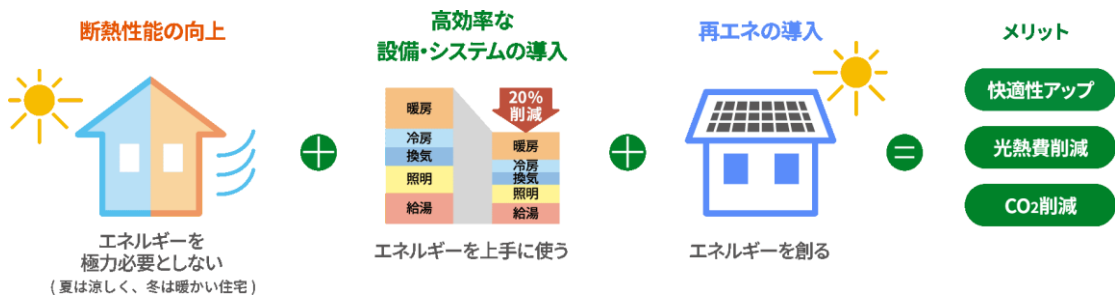 断熱性能の向上
エネルギーを
極力必要としない
( 夏は涼しく、冬は暖かい住宅 )
高効率な
設備・システムの導入
暖房
冷房
換気
照明
給湯
20%
削減
暖房
冷房
換気
照明
給湯
エネルギーを上手に使う
再エネの導入
エネルギーを創る
メリット
快適性アップ
光熱費削減
CO2削減